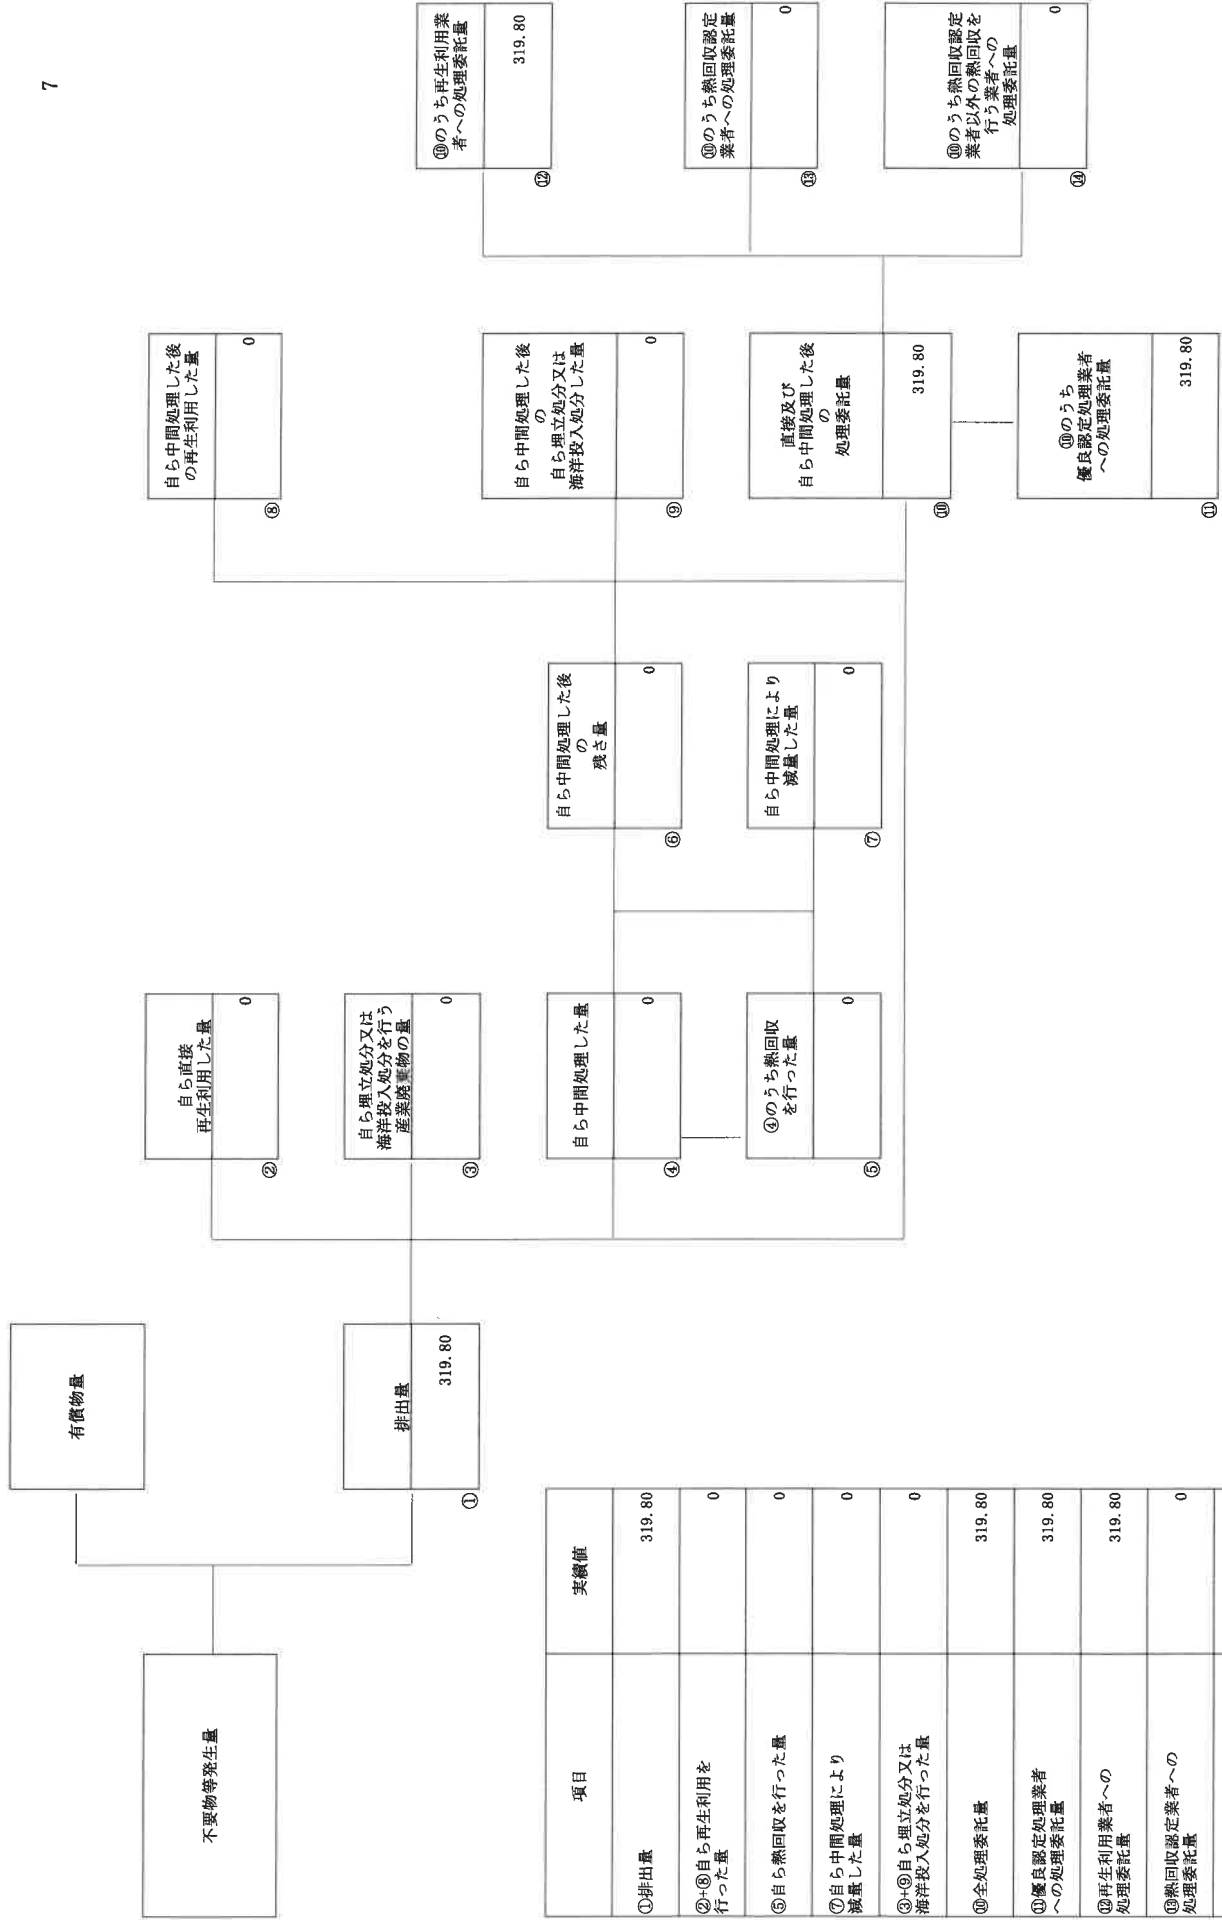 7
不要物等発生量
有償物量
排出量
319.80
①
自ら直接
再生利用した量
0
②
自ら埋立処分又は
海洋投入処分を行う
産業廃棄物の量
0
③
自ら中間処理した量
0
④
④のうち熱回収
を行った量
0
⑤
自ら中間処理した後
の
残さ量
0
⑥
自ら中間処理により
減量した量
0
⑦
自ら中間処理した後
の再生利用した量
0
⑧
自ら中間処理した後
の
自ら埋立処分又は
海洋投入処分した量
0
⑨
直接及び
自ら中間処理した後
の
処理委託量
319.80
⑩
⑩のうち
優良認定処理業者
への処理委託量
319.80
⑪
⑩のうち再生利用業
者への処理委託量
319.80
⑫
⑩のうち熱回収認定
業者への処理委託量
0
⑬
⑩のうち熱回収認定
業者以外の熱回収を
行う業者への
処理委託量
0
⑭
項目 実績値
①排出量 319.80
②+⑧自ら再生利用を
行った量 0
⑤自ら熱回収を行った量 0
⑦自ら中間処理により
減量した量 0
③+⑨自ら埋立処分又は
海洋投入処分を行った量 0
⑩全処理委託量 319.80
⑪優良認定処理業者
への処理委託量 319.80
⑫再生利用業者への
処理委託量 319.80
⑬熱回収認定業者への
処理委託量 0